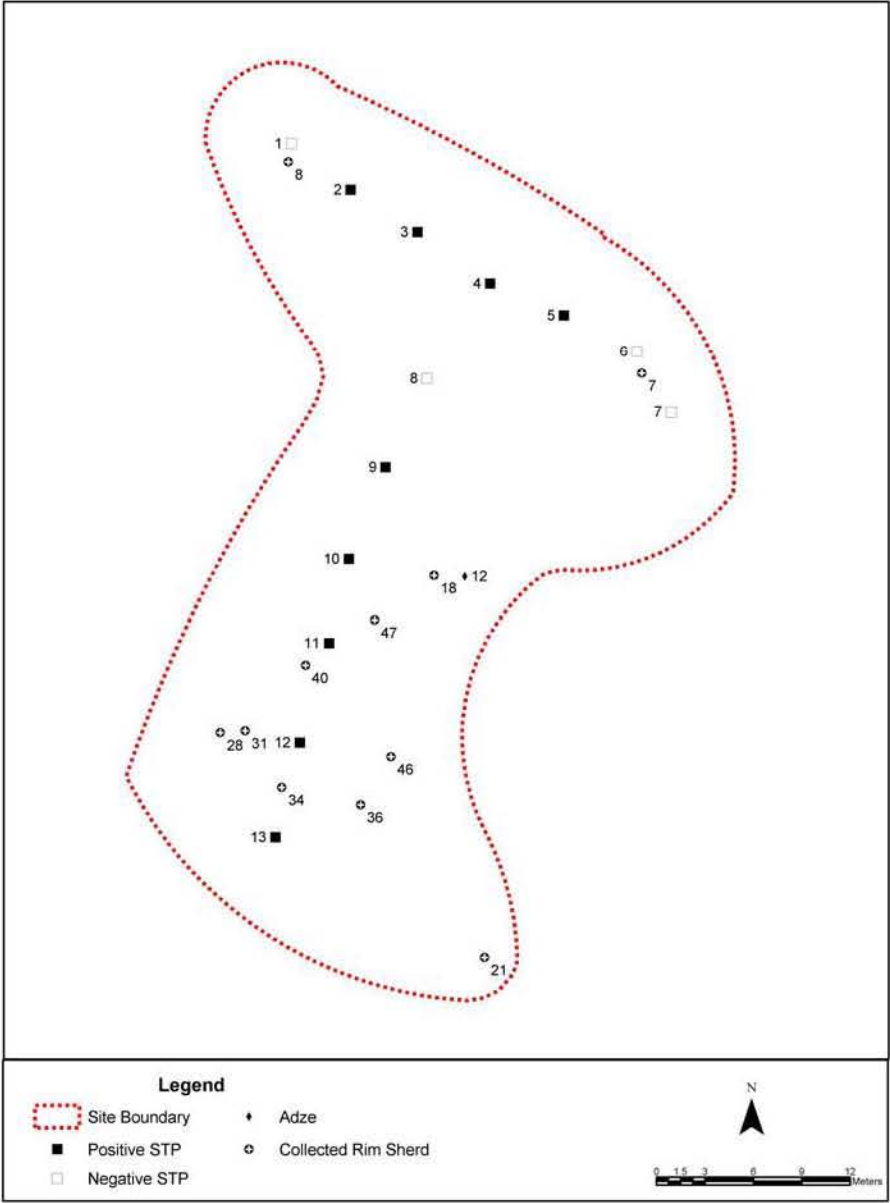 1
8
2
3
4
5
6
7
8
7
9
10
18 12
47
11
40
28 31 12
46
34
36
13
21
Legend
Site Boundary
Adze
Positive STP
Collected Rim Sherd
Negative STP
N
0 1.5 3 6 9 12
Meters